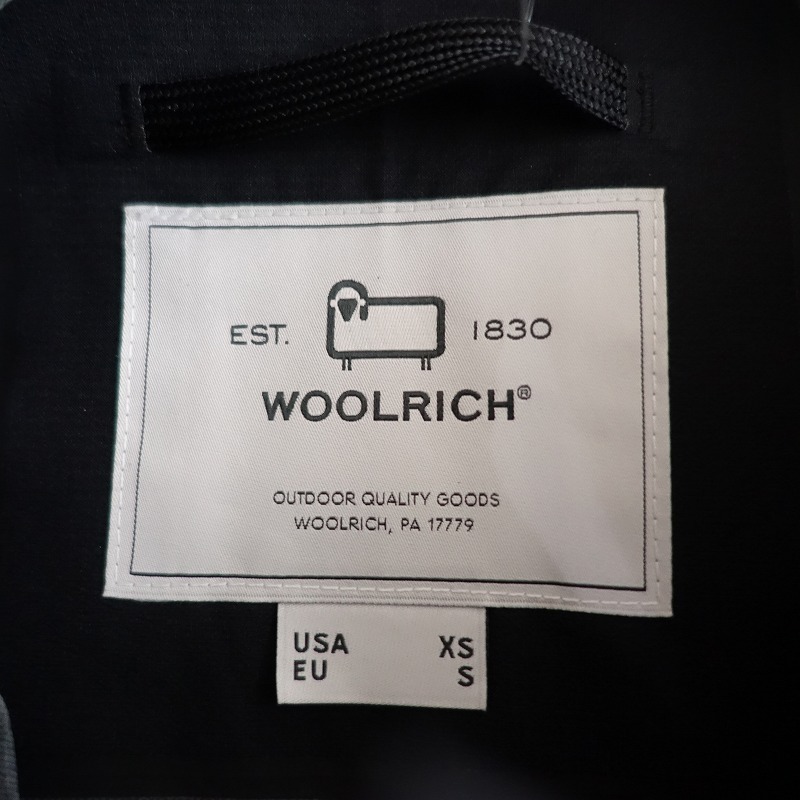 EST. 1830
WOOLRICH®
OUTDOOR QUALITY GOODS
WOOLRICH, PA 17779
USA XS
EU S